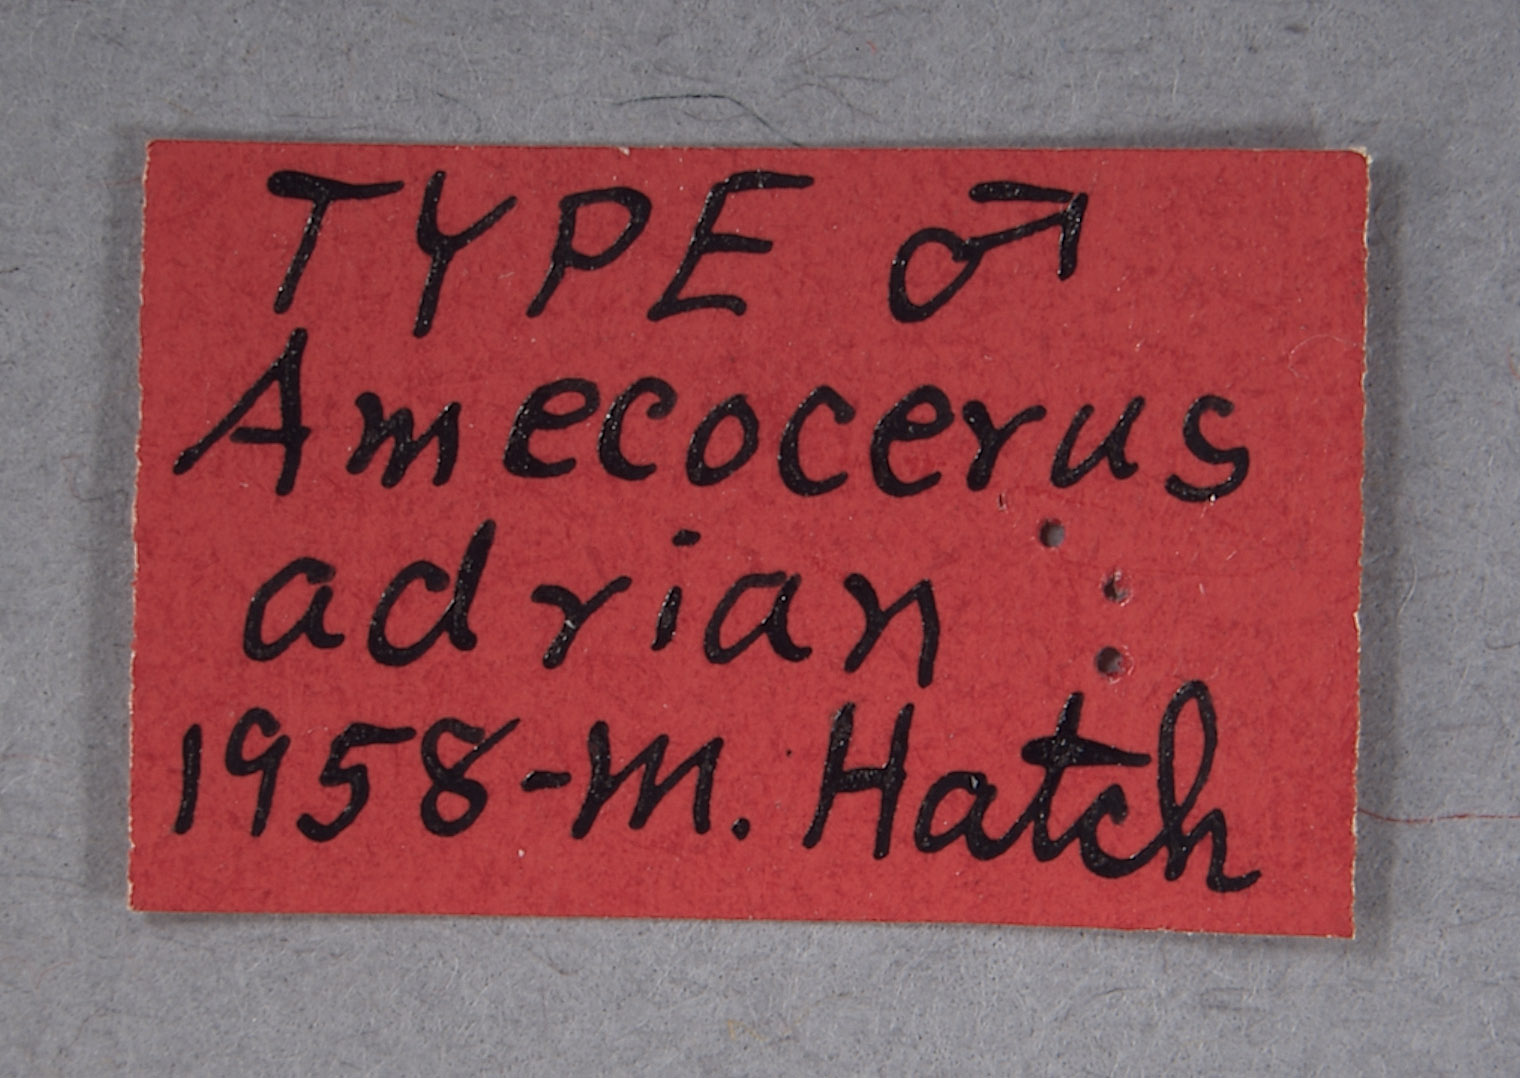 TYPE ♂
Amecocerus
adrian
1958-M. Hatch